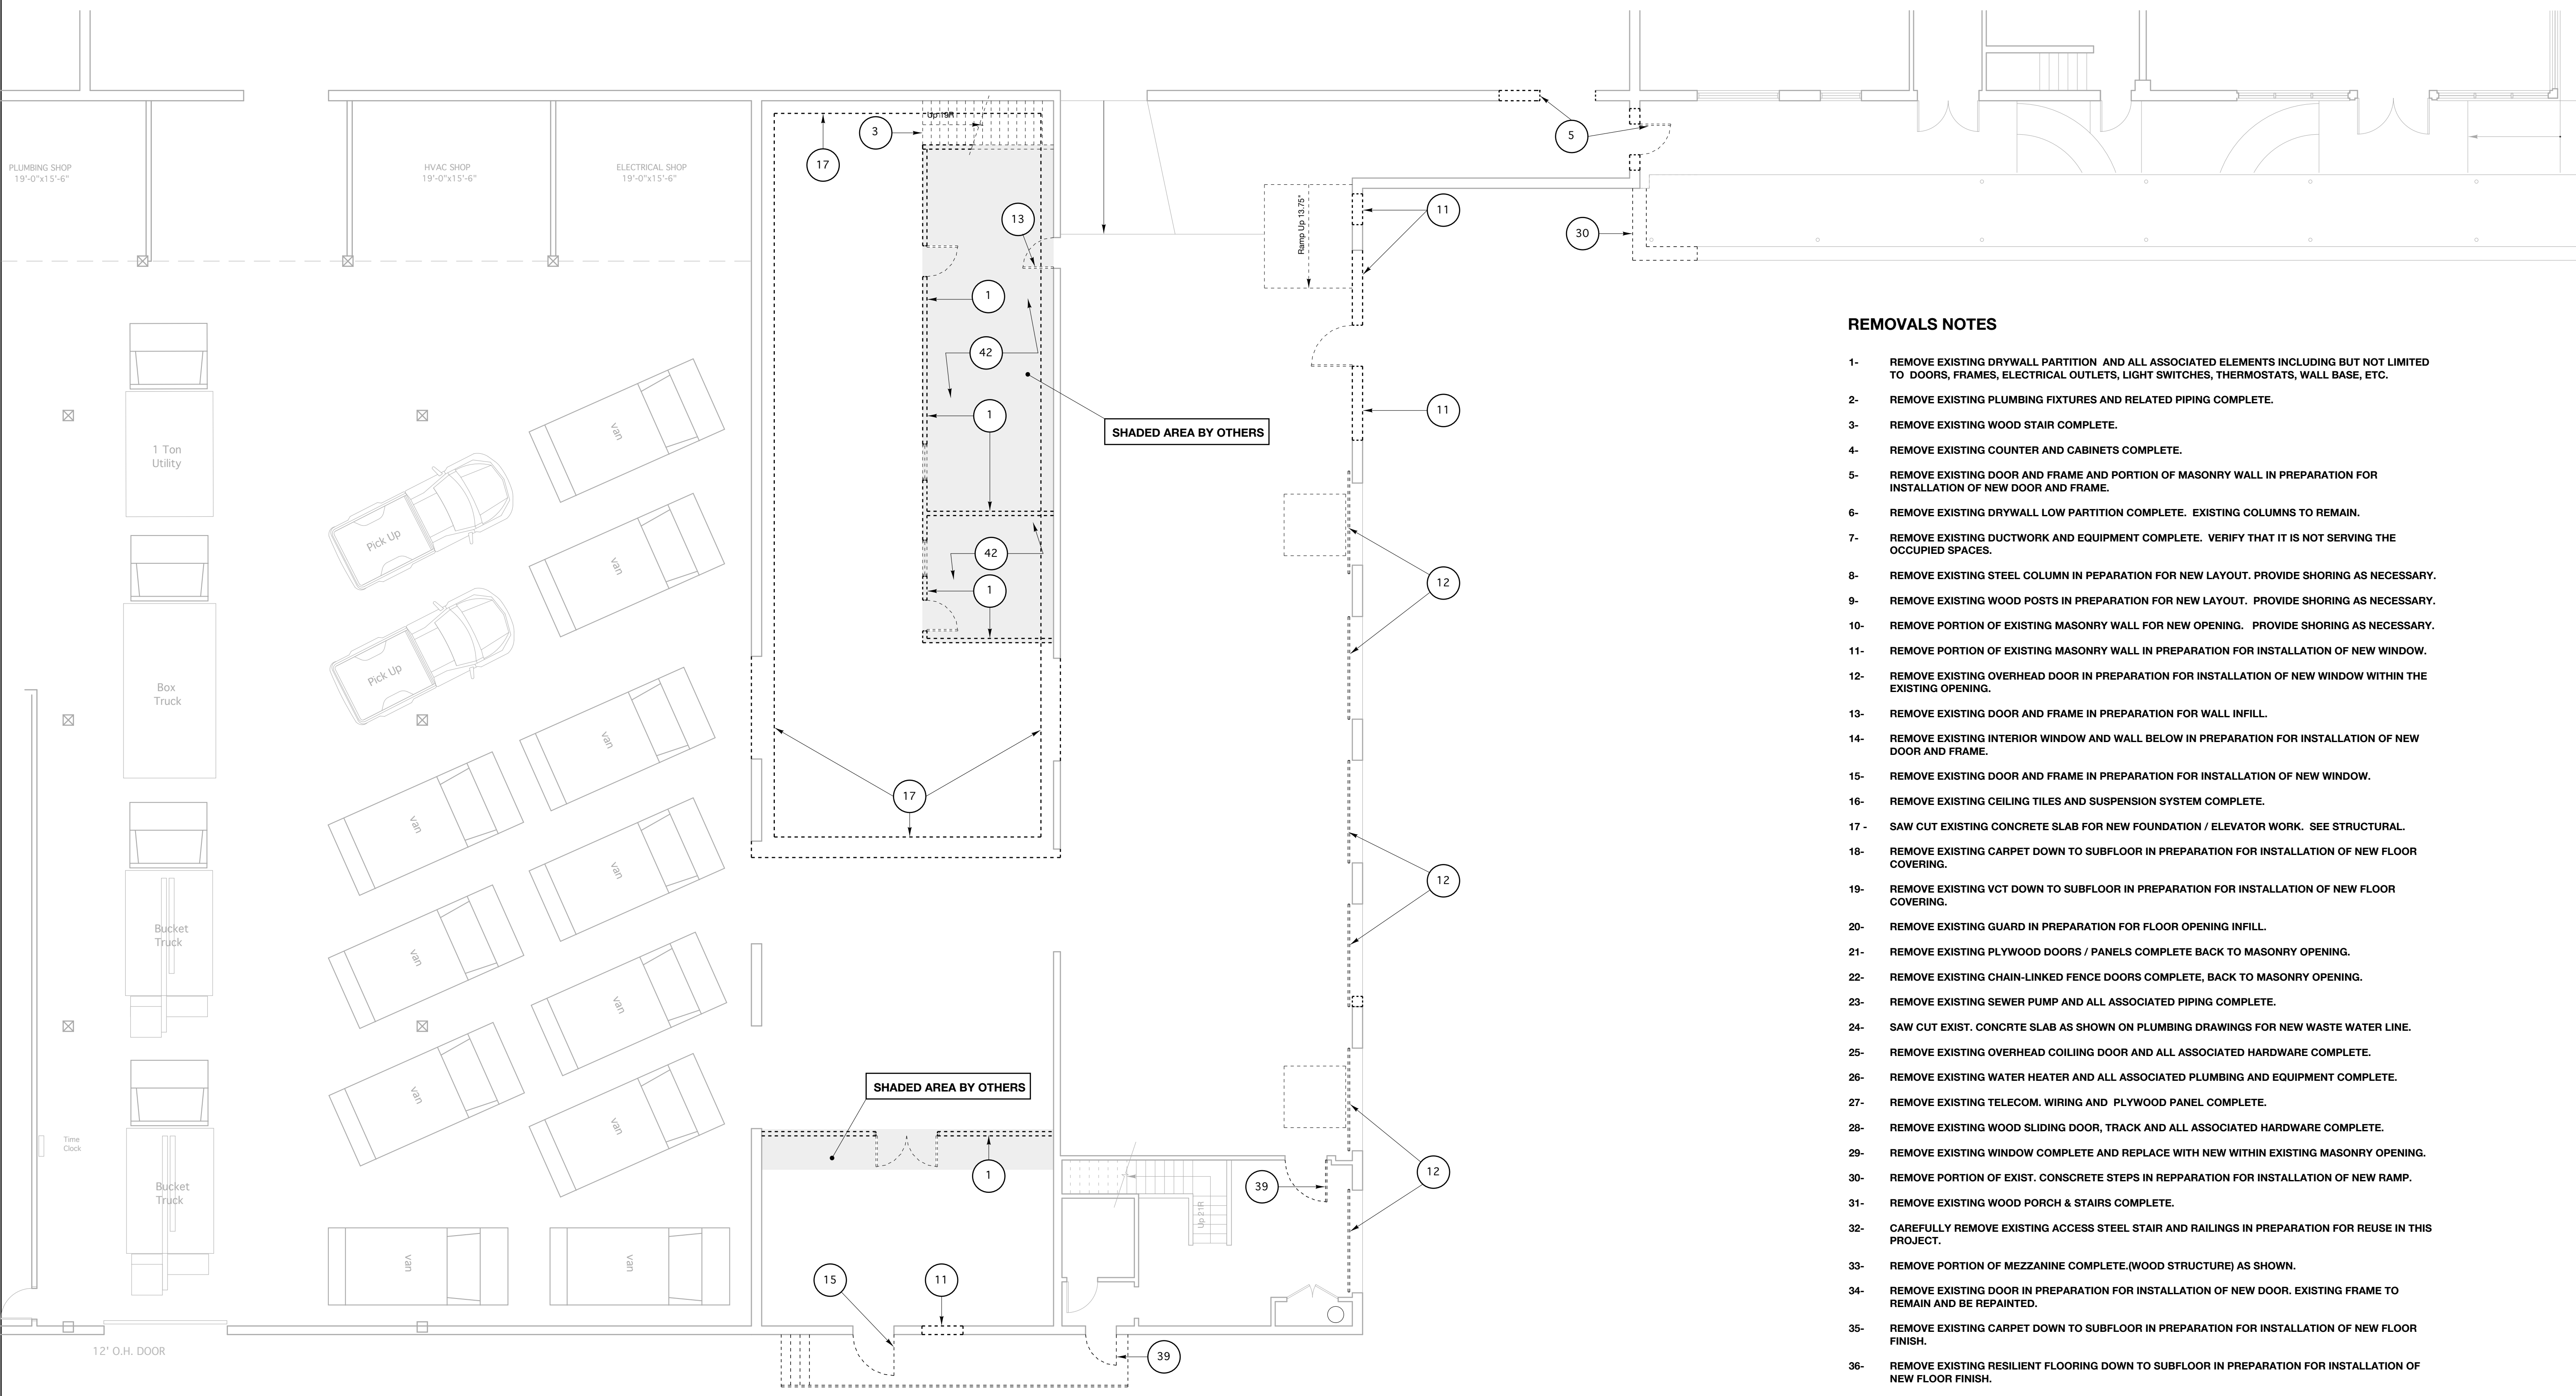 PLUMBING SHOP
19'-0"x15'-6"
HVAC SHOP
19'-0"x15'-6"
ELECTRICAL SHOP
19'-0"x15'-6"
3
17
13
5
11
30
Ramp Up 13.75"
1
42
1
11
SHADED AREA BY OTHERS
42
1
12
17
12
1 Ton
Utility
Box
Truck
Bucket
Truck
Bucket
Truck
Pick Up
Pick Up
van
van
van
van
van
van
van
van
van
van
van
Time
Clock
12' O.H. DOOR
SHADED AREA BY OTHERS
1
Up 21R
39
12
15
11
39
REMOVALS NOTES
1- REMOVE EXISTING DRYWALL PARTITION AND ALL ASSOCIATED ELEMENTS INCLUDING BUT NOT LIMITED
TO DOORS, FRAMES, ELECTRICAL OUTLETS, LIGHT SWITCHES, THERMOSTATS, WALL BASE, ETC.
2- REMOVE EXISTING PLUMBING FIXTURES AND RELATED PIPING COMPLETE.
3- REMOVE EXISTING WOOD STAIR COMPLETE.
4- REMOVE EXISTING COUNTER AND CABINETS COMPLETE.
5- REMOVE EXISTING DOOR AND FRAME AND PORTION OF MASONRY WALL IN PREPARATION FOR
INSTALLATION OF NEW DOOR AND FRAME.
6- REMOVE EXISTING DRYWALL LOW PARTITION COMPLETE. EXISTING COLUMNS TO REMAIN.
7- REMOVE EXISTING DUCTWORK AND EQUIPMENT COMPLETE. VERIFY THAT IT IS NOT SERVING THE
OCCUPIED SPACES.
8- REMOVE EXISTING STEEL COLUMN IN PEPARATION FOR NEW LAYOUT. PROVIDE SHORING AS NECESSARY.
9- REMOVE EXISTING WOOD POSTS IN PREPARATION FOR NEW LAYOUT. PROVIDE SHORING AS NECESSARY.
10- REMOVE PORTION OF EXISTING MASONRY WALL FOR NEW OPENING. PROVIDE SHORING AS NECESSARY.
11- REMOVE PORTION OF EXISTING MASONRY WALL IN PREPARATION FOR INSTALLATION OF NEW WINDOW.
12- REMOVE EXISTING OVERHEAD DOOR IN PREPARATION FOR INSTALLATION OF NEW WINDOW WITHIN THE
EXISTING OPENING.
13- REMOVE EXISTING DOOR AND FRAME IN PREPARATION FOR WALL INFILL.
14- REMOVE EXISTING INTERIOR WINDOW AND WALL BELOW IN PREPARATION FOR INSTALLATION OF NEW
DOOR AND FRAME.
15- REMOVE EXISTING DOOR AND FRAME IN PREPARATION FOR INSTALLATION OF NEW WINDOW.
16- REMOVE EXISTING CEILING TILES AND SUSPENSION SYSTEM COMPLETE.
17 - SAW CUT EXISTING CONCRETE SLAB FOR NEW FOUNDATION / ELEVATOR WORK. SEE STRUCTURAL.
18- REMOVE EXISTING CARPET DOWN TO SUBFLOOR IN PREPARATION FOR INSTALLATION OF NEW FLOOR
COVERING.
19- REMOVE EXISTING VCT DOWN TO SUBFLOOR IN PREPARATION FOR INSTALLATION OF NEW FLOOR
COVERING.
20- REMOVE EXISTING GUARD IN PREPARATION FOR FLOOR OPENING INFILL.
21- REMOVE EXISTING PLYWOOD DOORS / PANELS COMPLETE BACK TO MASONRY OPENING.
22- REMOVE EXISTING CHAIN-LINKED FENCE DOORS COMPLETE, BACK TO MASONRY OPENING.
23- REMOVE EXISTING SEWER PUMP AND ALL ASSOCIATED PIPING COMPLETE.
24- SAW CUT EXIST. CONCRTE SLAB AS SHOWN ON PLUMBING DRAWINGS FOR NEW WASTE WATER LINE.
25- REMOVE EXISTING OVERHEAD COILIING DOOR AND ALL ASSOCIATED HARDWARE COMPLETE.
26- REMOVE EXISTING WATER HEATER AND ALL ASSOCIATED PLUMBING AND EQUIPMENT COMPLETE.
27- REMOVE EXISTING TELECOM. WIRING AND PLYWOOD PANEL COMPLETE.
28- REMOVE EXISTING WOOD SLIDING DOOR, TRACK AND ALL ASSOCIATED HARDWARE COMPLETE.
29- REMOVE EXISTING WINDOW COMPLETE AND REPLACE WITH NEW WITHIN EXISTING MASONRY OPENING.
30- REMOVE PORTION OF EXIST. CONSCRETE STEPS IN REPPARATION FOR INSTALLATION OF NEW RAMP.
31- REMOVE EXISTING WOOD PORCH & STAIRS COMPLETE.
32- CAREFULLY REMOVE EXISTING ACCESS STEEL STAIR AND RAILINGS IN PREPARATION FOR REUSE IN THIS
PROJECT.
33- REMOVE PORTION OF MEZZANINE COMPLETE.(WOOD STRUCTURE) AS SHOWN.
34- REMOVE EXISTING DOOR IN PREPARATION FOR INSTALLATION OF NEW DOOR. EXISTING FRAME TO
REMAIN AND BE REPAINTED.
35- REMOVE EXISTING CARPET DOWN TO SUBFLOOR IN PREPARATION FOR INSTALLATION OF NEW FLOOR
FINISH.
36- REMOVE EXISTING RESILIENT FLOORING DOWN TO SUBFLOOR IN PREPARATION FOR INSTALLATION OF
NEW FLOOR FINISH.